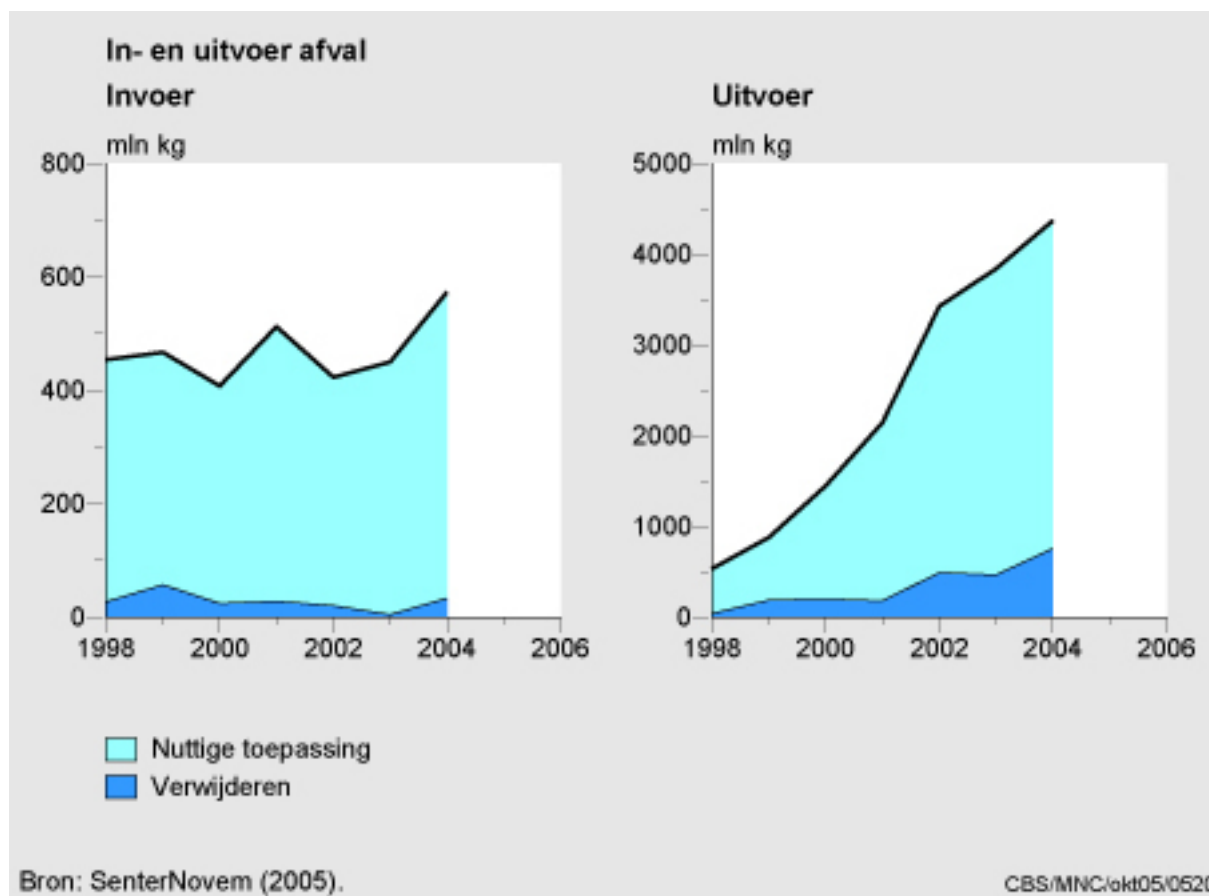 In- en uitvoer afval
Invoer
mln kg
800
600
400
200
0
1998 2000 2002 2004 2006
Uitvoer
mln kg
5000
4000
3000
2000
1000
0
1998 2000 2002 2004 2006
Nuttige toepassing
Verwijderen
Bron: SenterNovem (2005).
CBS/MNC/okt05/0520